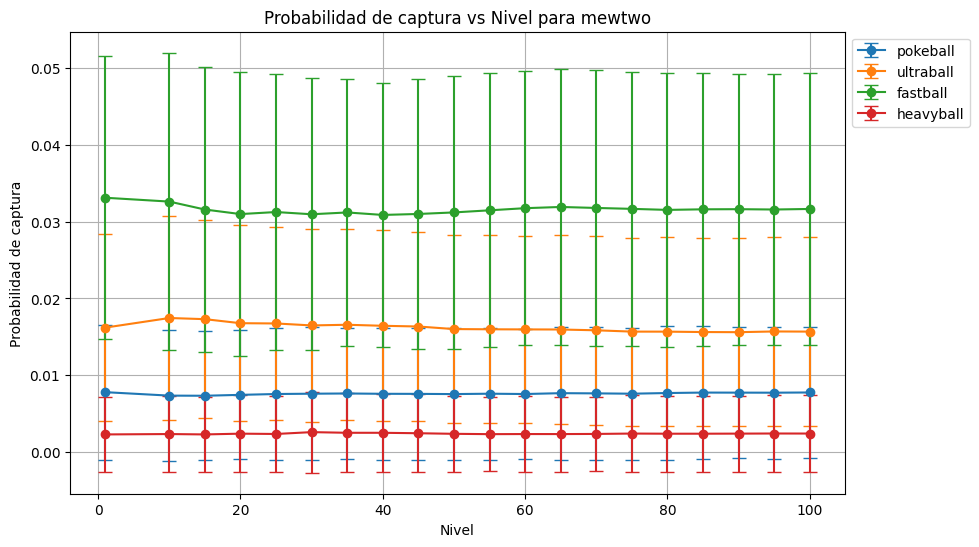 Probabilidad de captura vs Nivel para mewtwo
pokeball
ultraball
fastball
heavyball
Probabilidad de captura
0.05
0.04
0.03
0.02
0.01
0.00
0
20
40
60
80
100
Nivel